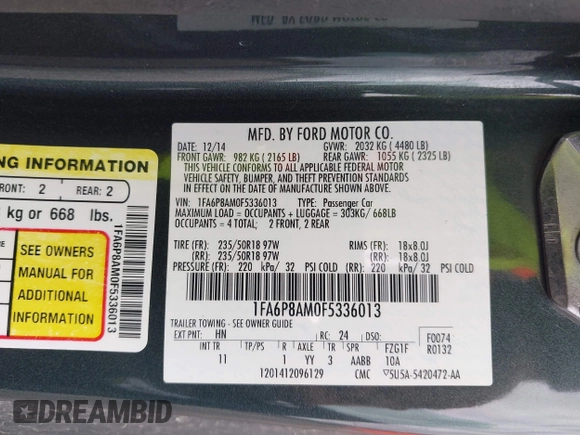 MFD. BY FORD MOTOR CO.
NG INFORMATION
FRONT: 2 REAR: 2
kg or 668 lbs.
SEE OWNERS
MANUAL FOR
ADDITIONAL
INFORMATION
1FA6P8AM0F5336013
MFD. BY FORD MOTOR CO.
DATE: 12/14 GVWR: 2032 KG ( 4480 LB)
FRONT GAWR: 982 KG ( 2165 LB) REAR GAWR: 1055 KG ( 2325 LB)
THIS VEHICLE CONFORMS TO ALL APPLICABLE FEDERAL MOTOR
VEHICLE SAFETY, BUMPER, AND THEFT PREVENTION STANDARDS
IN EFFECT ON THE DATE OF MANUFACTURE SHOWN ABOVE.
VIN: 1FA6P8AM0F5336013 TYPE: Passenger Car
MAXIMUM LOAD = OCCUPANTS + LUGGAGE = 303KG/ 668LB
OCCUPANTS = 4 TOTAL; 2 FRONT, 2 REAR
TIRE (FR): 235/50R18 97W RIMS (FR): 18x8.0J
(RR): 235/50R18 97W (RR): 18x8.0J
PRESSURE (FR): 220 kPa/ 32 PSI COLD (RR): 220 kPa/ 32 PSI COLD
1FA6P8AM0F5336013
TRAILER TOWING - SEE OWNER GUIDE
EXT PNT: HN RC: 24 DSO: F0074
INT TR TP/PS R AXLE TR SPR FZG1F R0132
11 1 YY 3 AABB 10A
1201412096129 CMC 5U5A-5420472-AA
DREAMBID